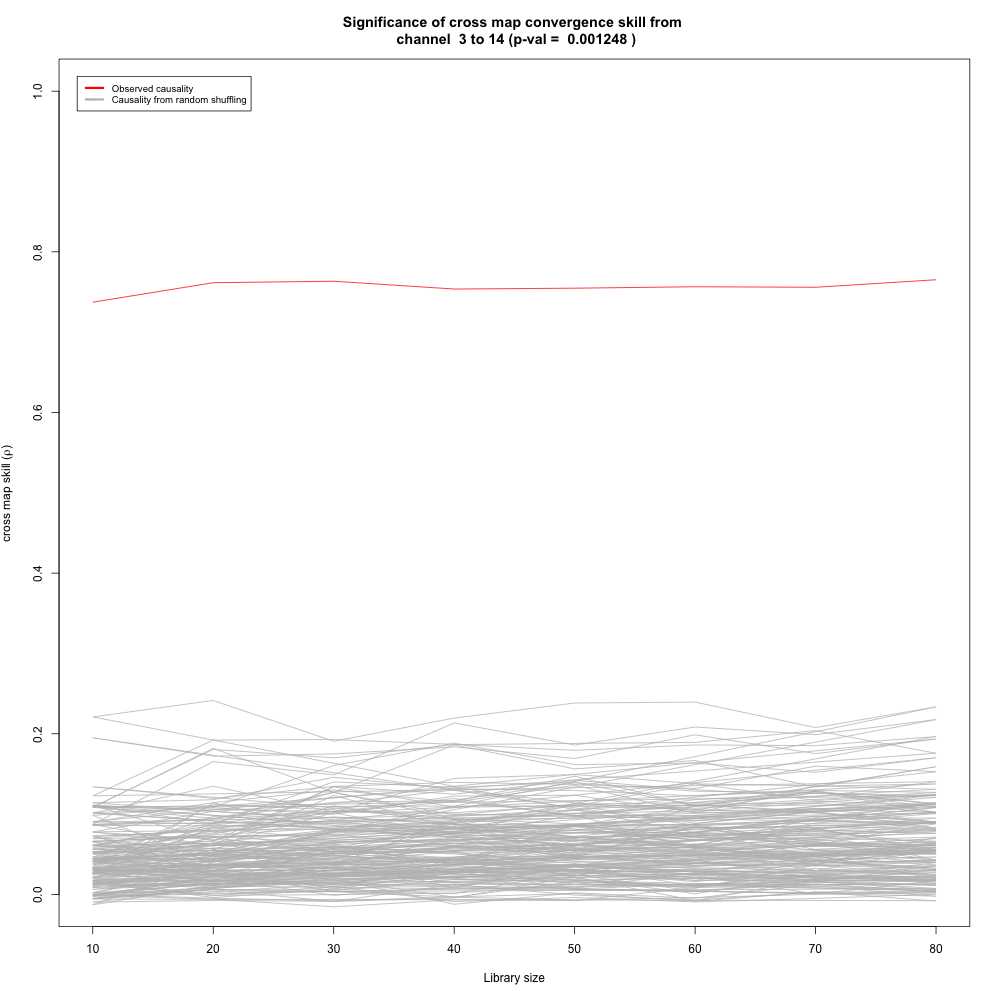 Significance of cross map convergence skill from
channel  3 to 14 (p-val =  0.001248 )
Observed causality
Causality from random shuffling
1.0
0.8
0.6
0.4
0.2
0.0
cross map skill (ρ)
10 20 30 40 50 60 70 80
Library size